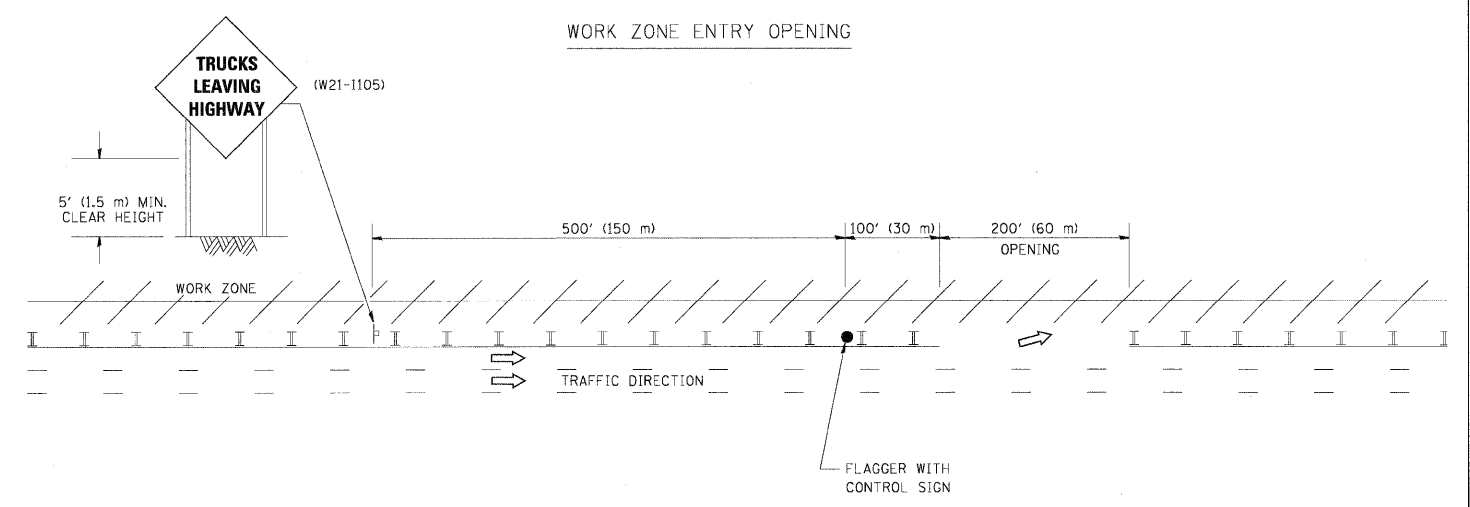 WORK ZONE ENTRY OPENING
TRUCKS
LEAVING
HIGHWAY
(W21-I105)
5' (1.5 m) MIN.
CLEAR HEIGHT
500' (150 m)
100' (30 m)
200' (60 m)
OPENING
WORK ZONE
TRAFFIC DIRECTION
FLAGGER WITH
CONTROL SIGN